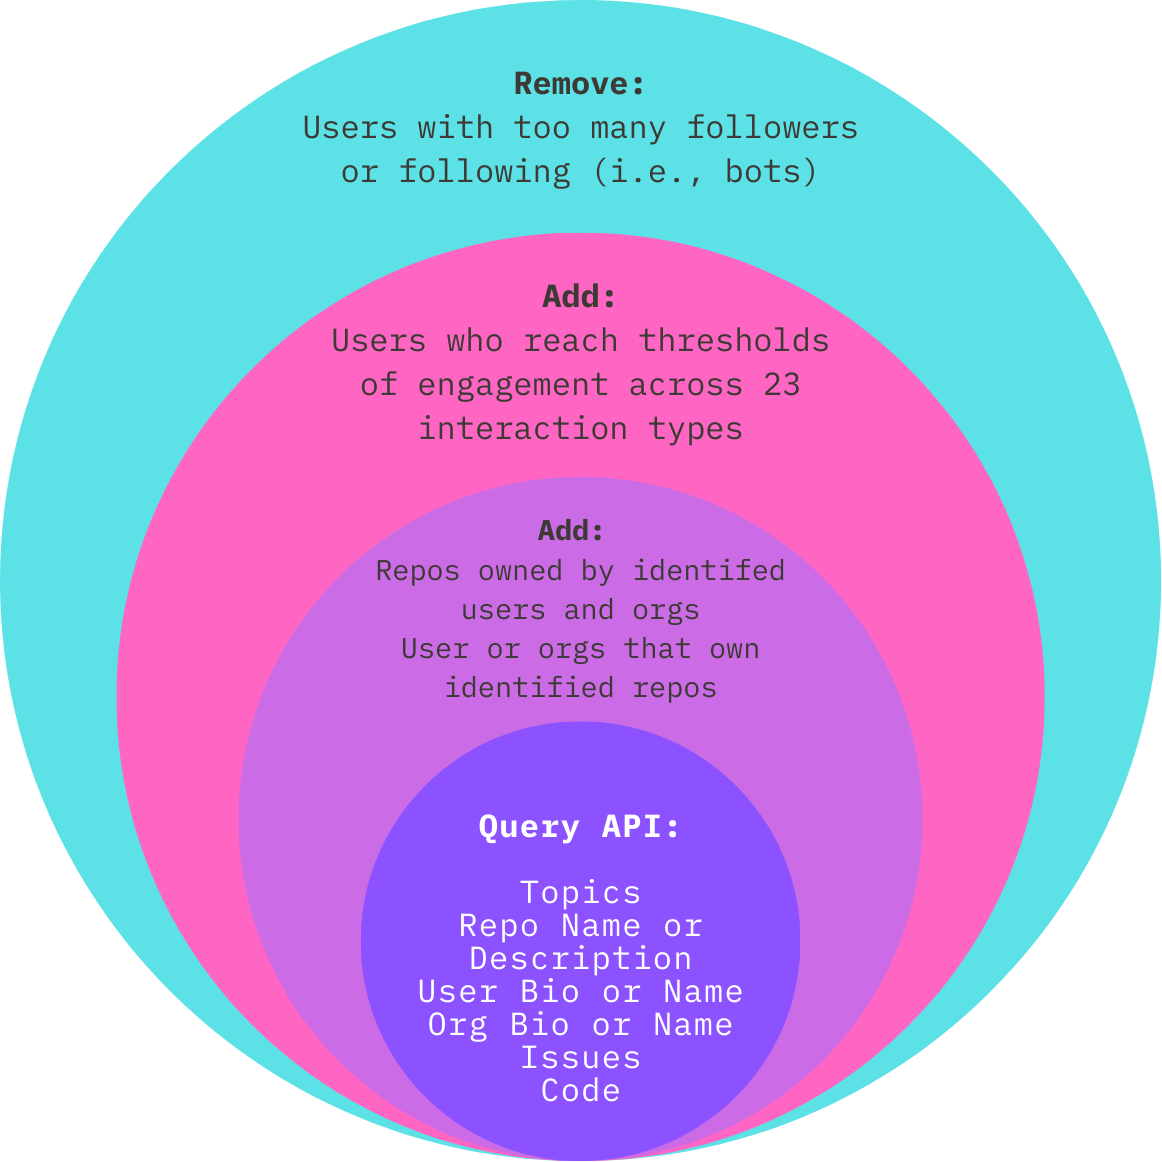 Remove:
Users with too many followers
or following (i.e., bots)
Add:
Users who reach thresholds
of engagement across 23
interaction types
Add:
Repos owned by identifed
users and orgs
User or orgs that own
identified repos
Query API:
Topics
Repo Name or
Description
User Bio or Name
Org Bio or Name
Issues
Code